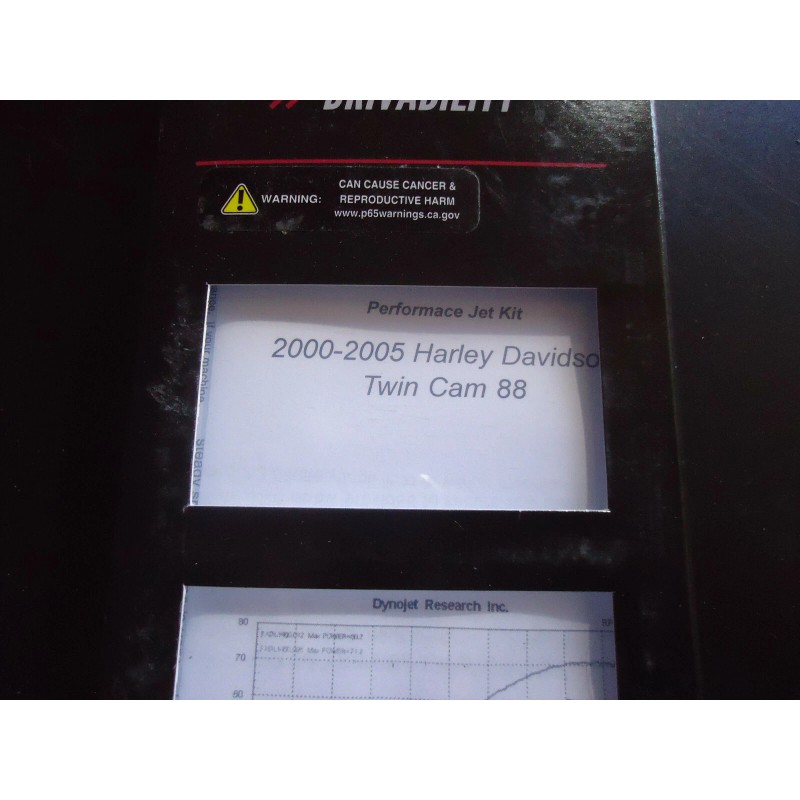 DRIVABILITY
WARNING:
CAN CAUSE CANCER &
REPRODUCTIVE HARM
www.p65warnings.ca.gov
Performace Jet Kit
2000-2005 Harley Davidso
Twin Cam 88
Dynojet Research Inc.
80
70
60